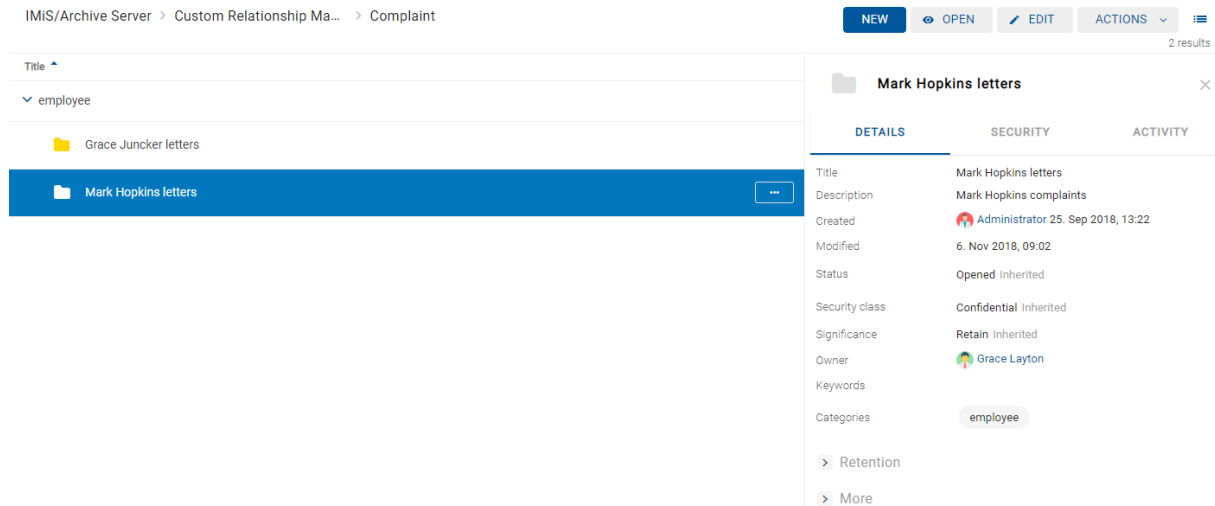 IMiS/Archive Server > Custom Relationship Ma... > Complaint
NEW OPEN EDIT ACTIONS
2 results
Title
employee
Grace Juncker letters
Mark Hopkins letters
Mark Hopkins letters
DETAILS SECURITY ACTIVITY
Title Mark Hopkins letters
Description Mark Hopkins complaints
Created Administrator 25. Sep 2018, 13:22
Modified 6. Nov 2018, 09:02
Status Opened Inherited
Security class Confidential Inherited
Significance Retain Inherited
Owner Grace Layton
Keywords
Categories employee
> Retention
> More